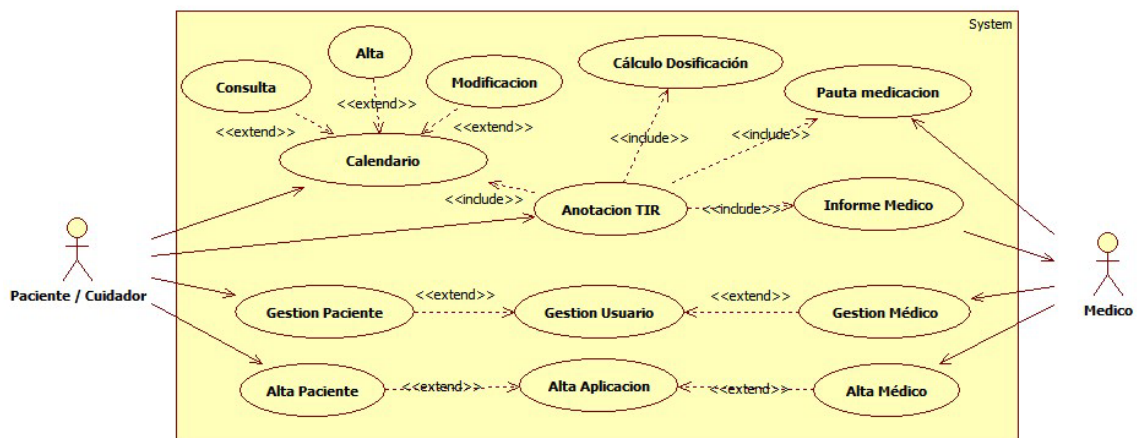 System
Alta
Cálculo Dosificación
Consulta
Modificacion
Pauta medicacion
<<extend>>
<<extend>>
<<extend>>
<<include>>
<<include>>
Calendario
<<include>>
Anotacion TIR
<<include>>
Informe Medico
Paciente / Cuidador
Medico
<<extend>>
<<extend>>
Gestion Paciente
Gestion Usuario
Gestion Médico
Alta Paciente
<<extend>>
Alta Aplicacion
<<extend>>
Alta Médico